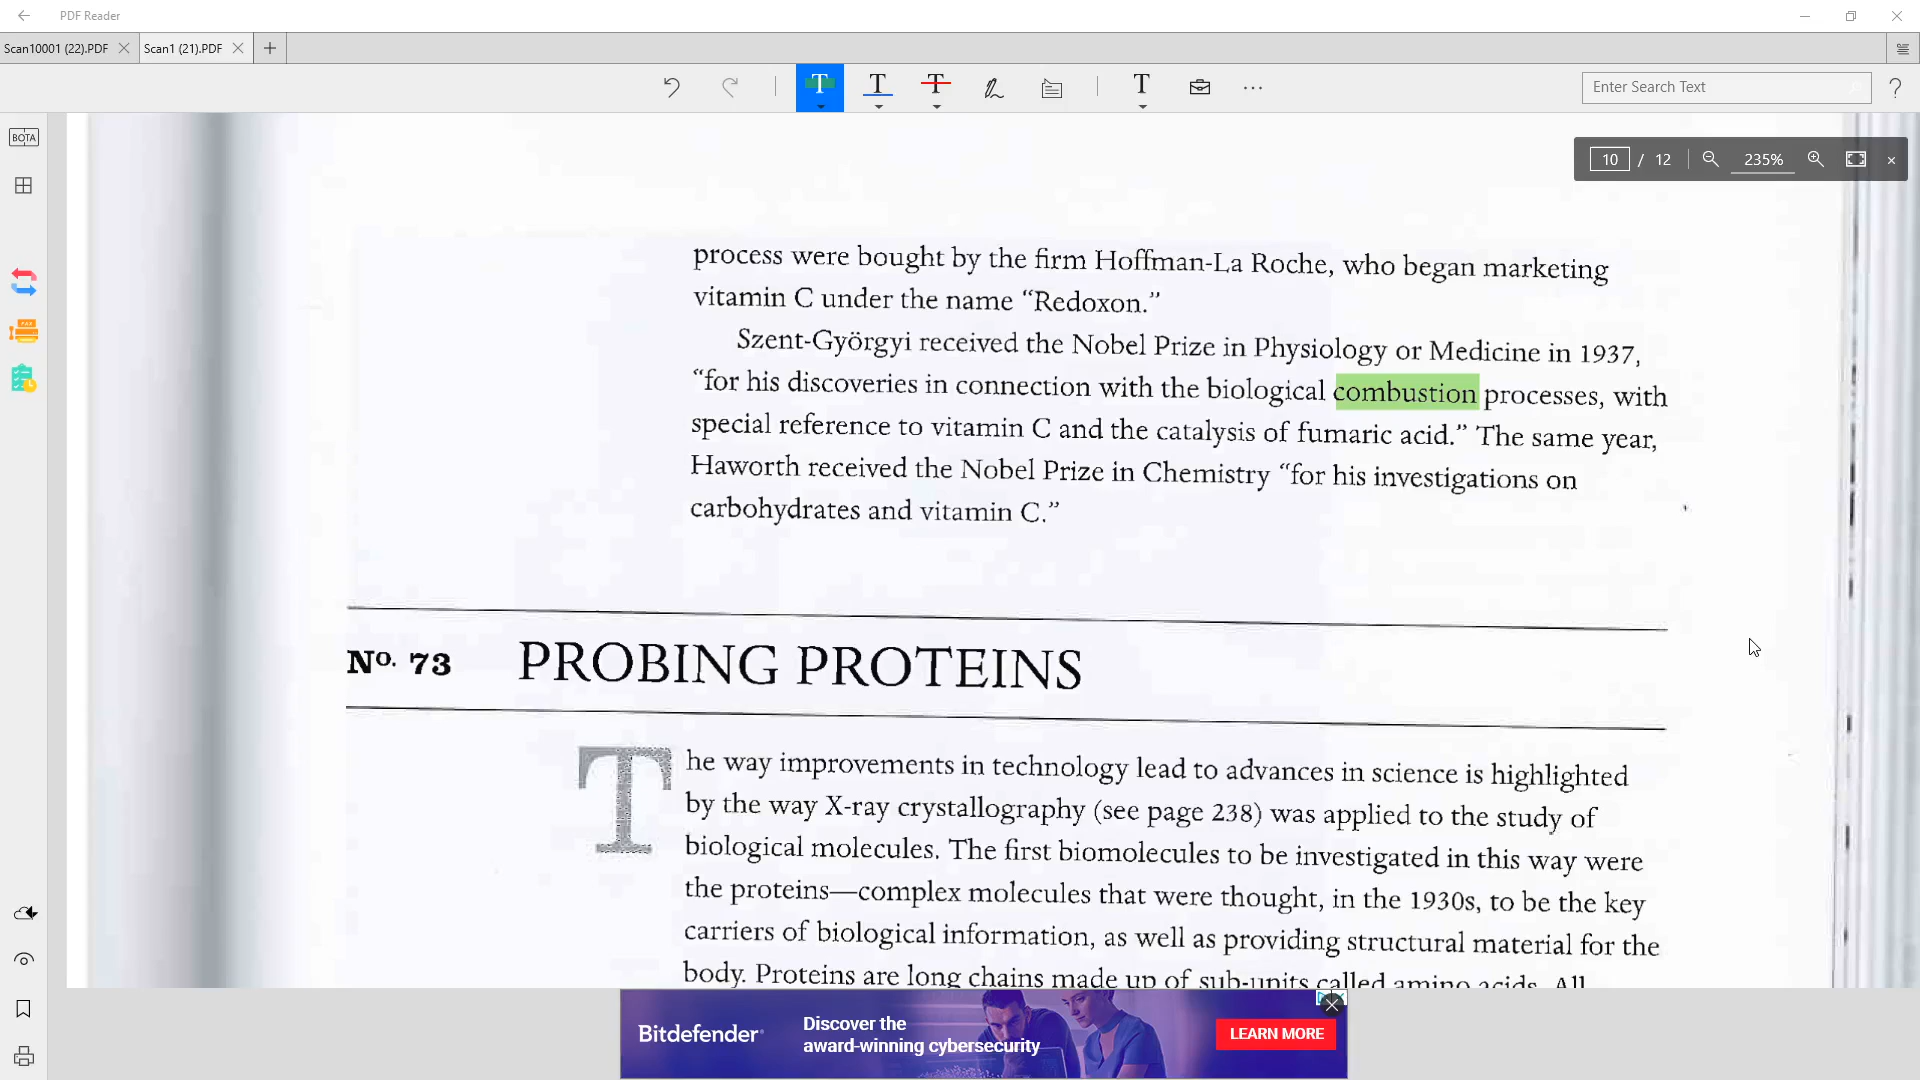 PDF Reader
Scan10001 (22).PDF
Scan1 (21).PDF
Enter Search Text
BOTA
10 / 12
235%
process were bought by the firm Hoffman-La Roche, who began marketing
vitamin C under the name “Redoxon.”
Szent-Györgyi received the Nobel Prize in Physiology or Medicine in 1937,
“for his discoveries in connection with the biological combustion processes, with
special reference to vitamin C and the catalysis of fumaric acid.” The same year,
Haworth received the Nobel Prize in Chemistry “for his investigations on
carbohydrates and vitamin C.”
No. 73 PROBING PROTEINS
The way improvements in technology lead to advances in science is highlighted
by the way X-ray crystallography (see page 238) was applied to the study of
biological molecules. The first biomolecules to be investigated in this way were
the proteins—complex molecules that were thought, in the 1930s, to be the key
carriers of biological information, as well as providing structural material for the
body. Proteins are long chains made up of sub-units called amino acids. All
Bitdefender
Discover the
award-winning cybersecurity
LEARN MORE